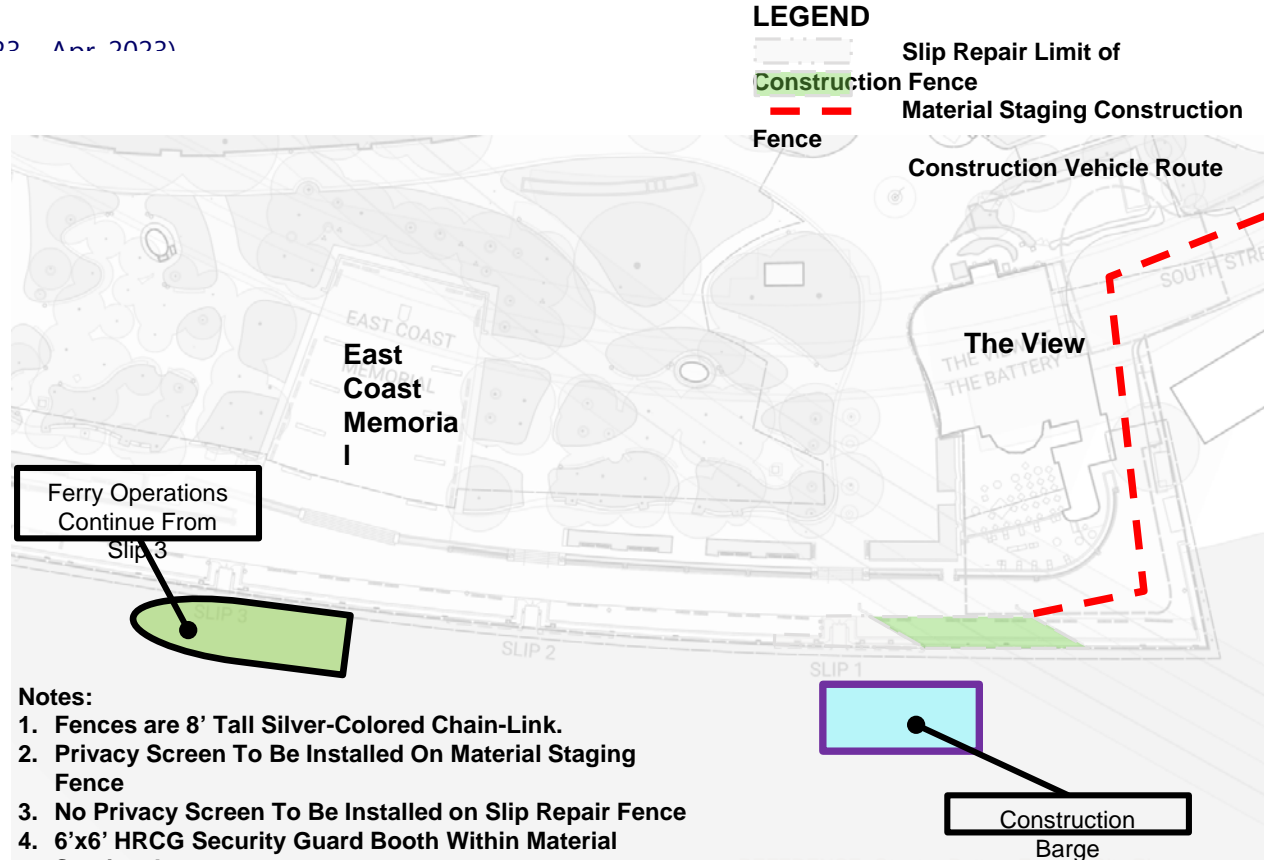 LEGEND
Slip Repair Limit of
Construction Fence
Material Staging Construction
Fence
Construction Vehicle Route
SOUTH
EAST COAST
MEMORIAL
East
Coast
Memoria
l
The View
THE VIEW
THE BATTERY
Ferry Operations
Continue From
Slip 3
SLIP 3
SLIP 2
SLIP 1
Notes:
1. Fences are 8’ Tall Silver-Colored Chain-Link.
2. Privacy Screen To Be Installed On Material Staging
Fence
3. No Privacy Screen To Be Installed on Slip Repair Fence
4. 6’x6’ HRCG Security Guard Booth Within Material
Construction
Barge